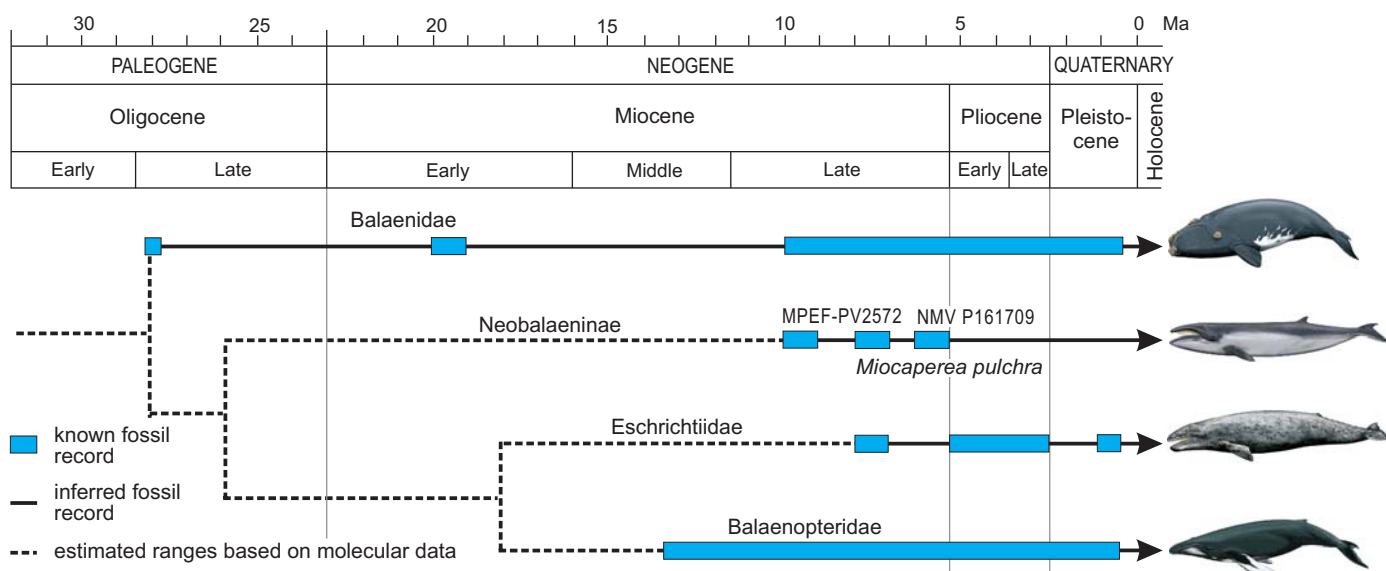 30 25 20 15 10 5 0 Ma
PALEOGENE NEOGENE QUATERNARY
Oligocene Miocene Pliocene Pleisto-
cene Holocene
Early Late Early Middle Late Early Late
Balaenidae
MPEF-PV2572 NMV P161709
Neobalaeninae
Miocaperea pulchra
Eschrichtiidae
known fossil
record
inferred fossil
record
Balaenopteridae
estimated ranges based on molecular data